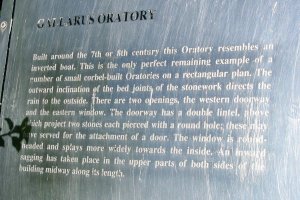 GALLARUS ORATORY
Built around the 7th or 8th century this Oratory resembles an
inverted boat. This is the only perfect remaining example of a
number of small corbel-built Oratories on a rectangular plan. The
outward inclination of the bed joints of the stonework directs the
rain to the outside. There are two openings, the western doorway
and the eastern window. The doorway has a double lintel, above
which project two stones each pierced with a round hole; these may
have served for the attachment of a door. The window is round-
headed and splays more widely towards the inside. An inward
sagging has taken place in the upper parts of both sides of the
building midway along its length.